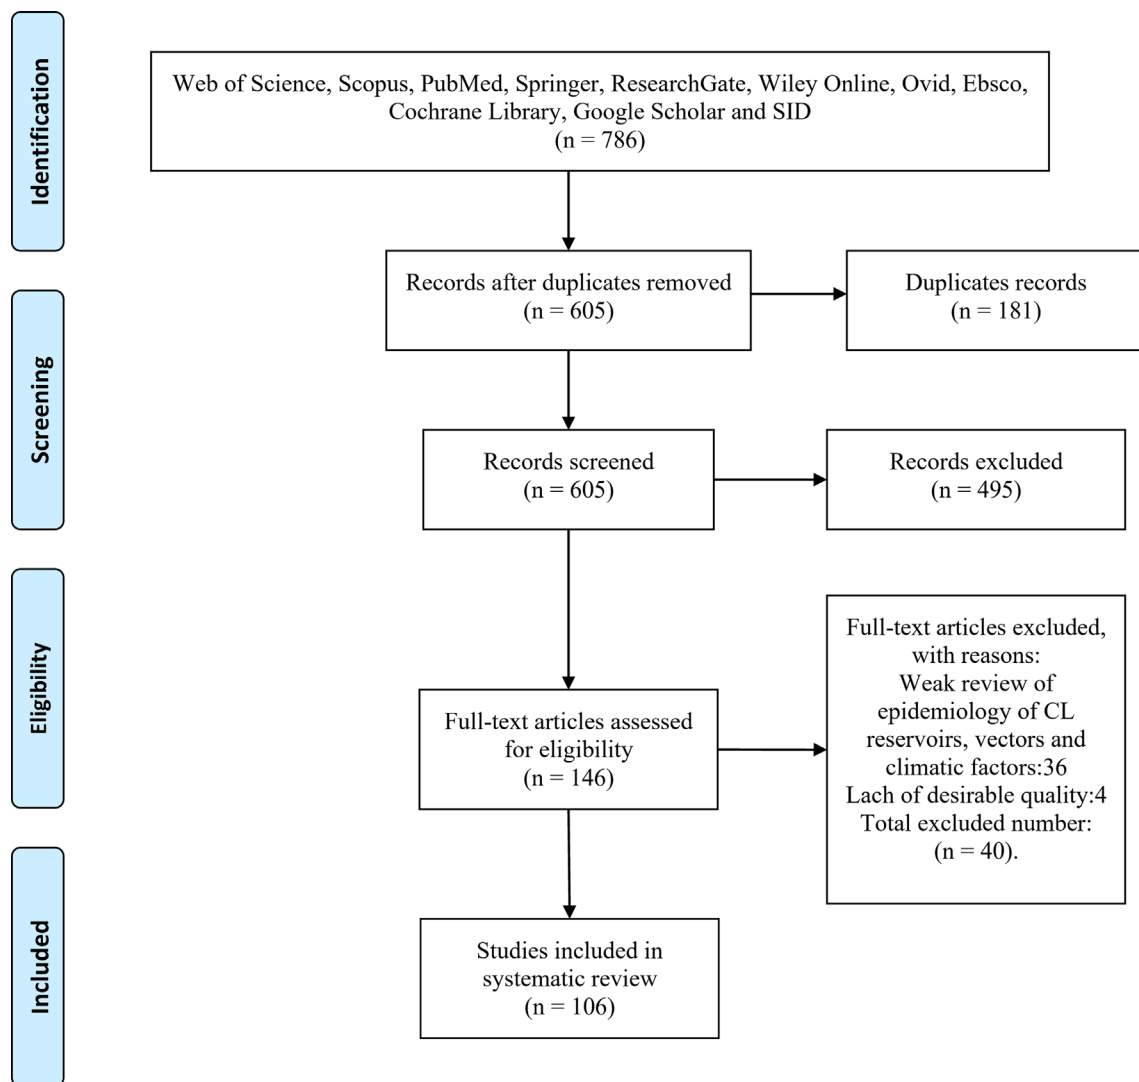 Identification
Web of Science, Scopus, PubMed, Springer, ResearchGate, Wiley Online, Ovid, Ebsco,
Cochrane Library, Google Scholar and SID
(n = 786)
Records after duplicates removed
(n = 605)
Duplicates records
(n = 181)
Screening
Records screened
(n = 605)
Records excluded
(n = 495)
Eligibility
Full-text articles assessed
for eligibility
(n = 146)
Full-text articles excluded,
with reasons:
Weak review of
epidemiology of CL
reservoirs, vectors and
climatic factors:36
Lach of desirable quality:4
Total excluded number:
(n = 40).
Included
Studies included in
systematic review
(n = 106)